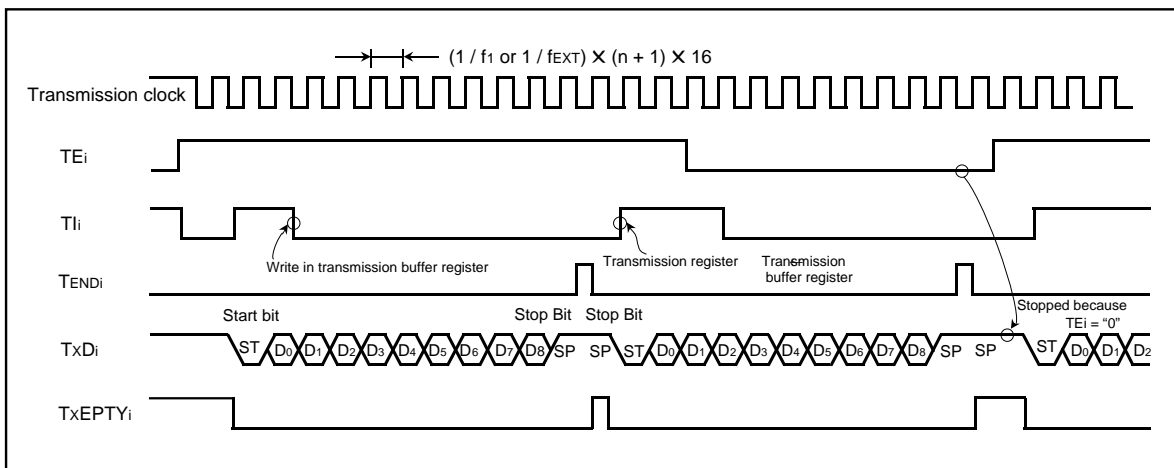 (1 / f1 or 1 / fEXT) X (n + 1) X 16
Transmission clock
TEi
TIi
Write in transmission buffer register
Transmission register
Transmission
buffer register
TENDi
Start bit
Stop Bit
Stop Bit
Stopped because
TEi = “0”
TXDi
ST D0 D1 D2 D3 D4 D5 D6 D7 D8 SP SP ST D0 D1 D2 D3 D4 D5 D6 D7 D8 SP SP ST D0 D1 D2
TXEPTYi